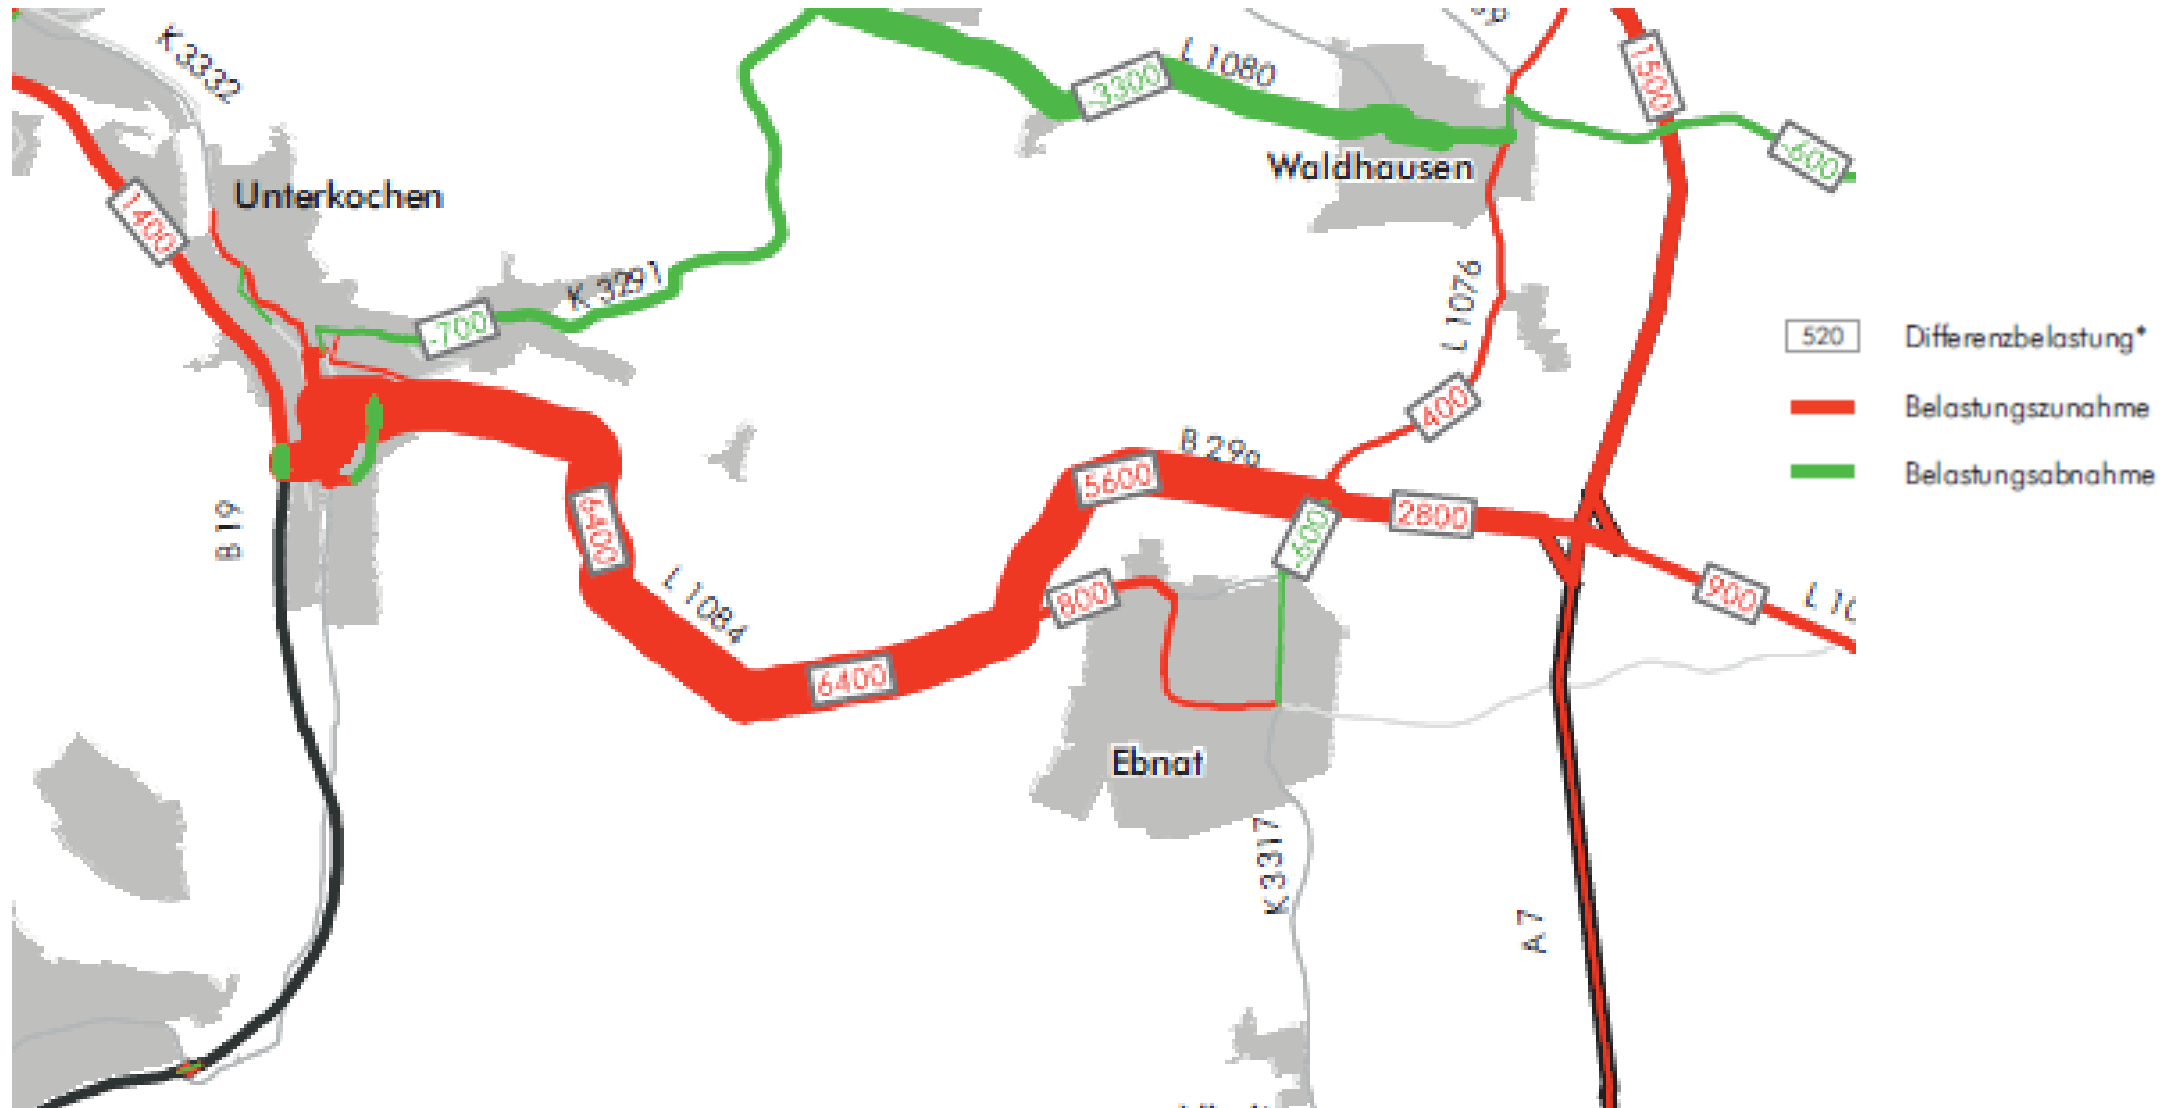 K 3332
L 1080
-3300
1500
-600
Waldhausen
Unterkochen
1400
K 3291
-700
L 1076
520 Differenzbelastung*
Belastungszunahme
Belastungsabnahme
400
B 29a
5600
2800
-600
6400
B 19
L 1084
800
900
L 10
6400
Ebnat
K 3317
A 7